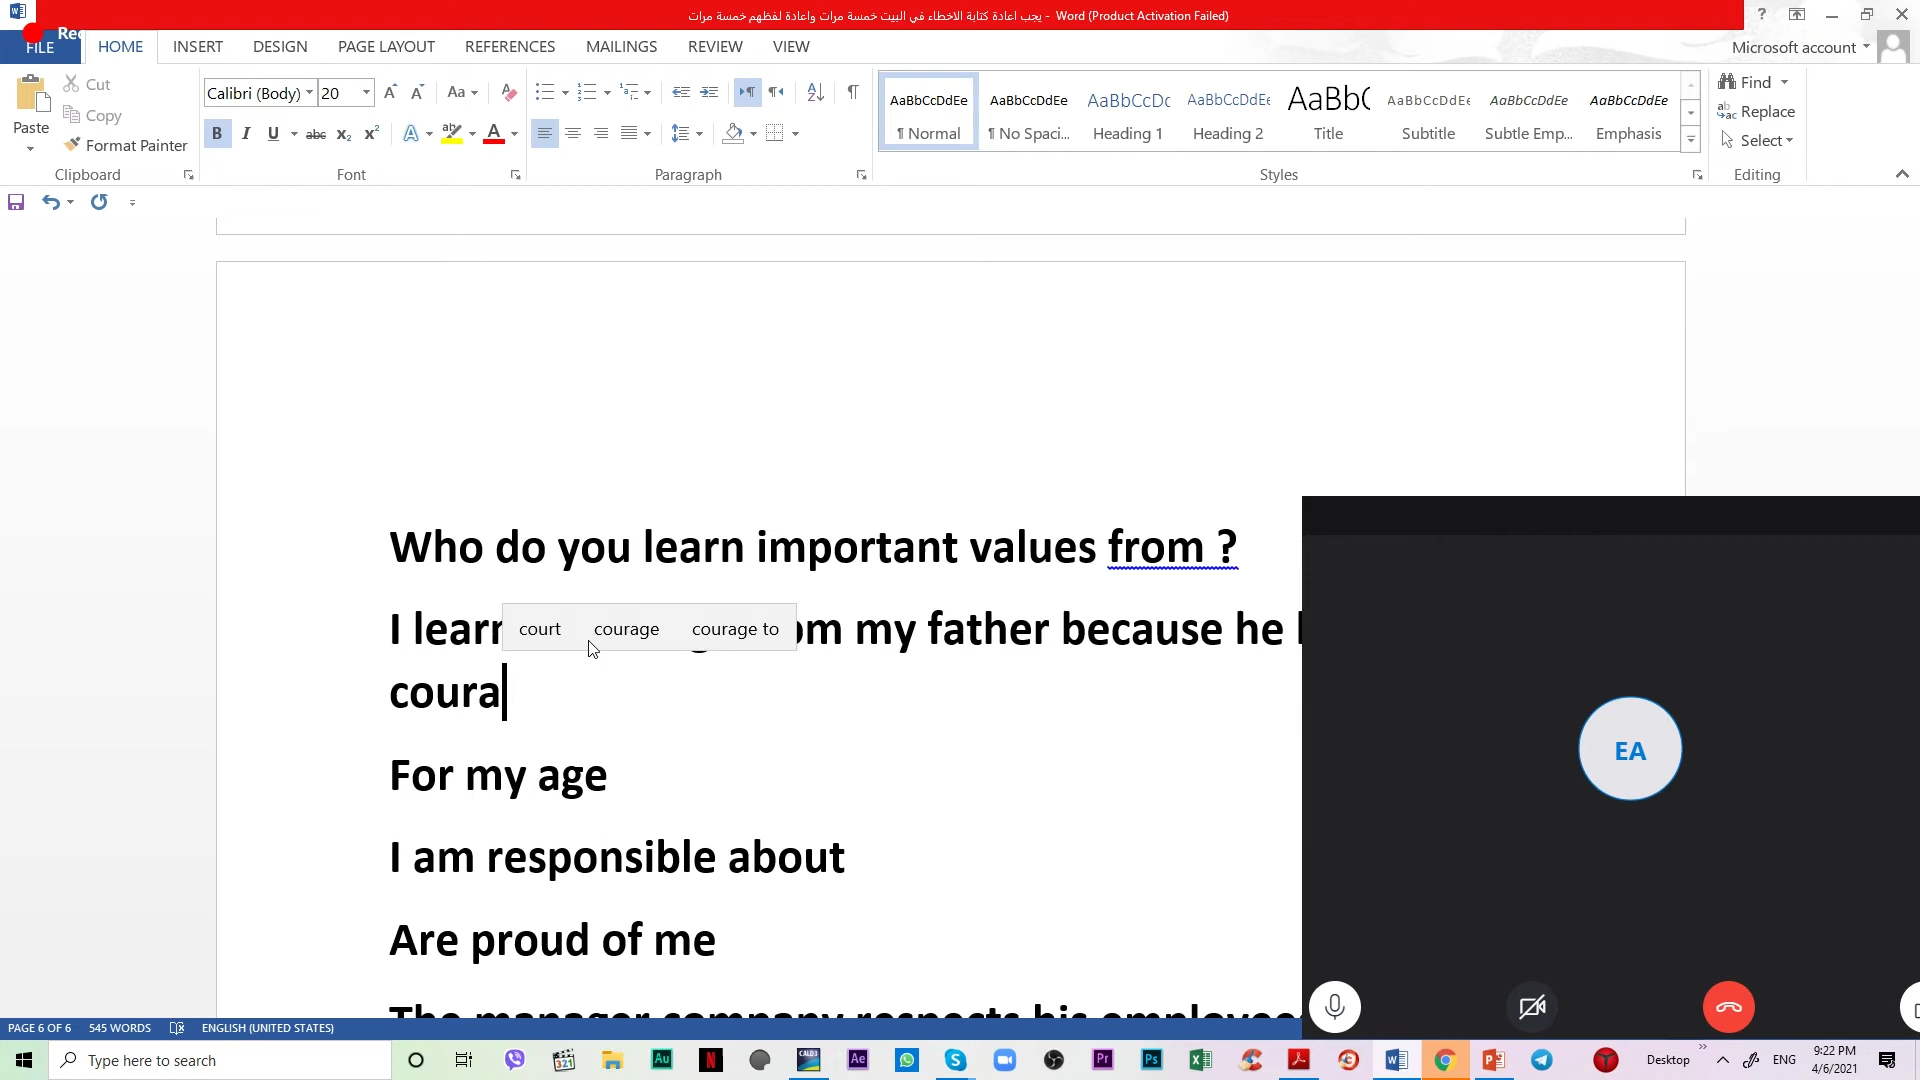 يجب اعادة كتابة الاخطاء في البيت خمسة مرات واعادة لفظهم خمسة مرات - Word (Product Activation Failed)
Rec
FILE HOME INSERT DESIGN PAGE LAYOUT REFERENCES MAILINGS REVIEW VIEW
Microsoft account
Paste
Cut
Copy
Format Painter
Clipboard
Calibri (Body) 20
Font
Paragraph
AaBbCcDdEe AaBbCcDdEe AaBbCcDc AaBbCcDdEe AaBb( AaBbCcDdEe AaBbCcDdEe AaBbCcDdEe
¶ Normal ¶ No Spaci... Heading 1 Heading 2 Title Subtitle Subtle Emp... Emphasis
Styles
Find
Replace
Select
Editing
Who do you learn important values from ?
I learn om my father because he
court courage courage to
coura
For my age
I am responsible about
Are proud of me
The manager company respects his employees
EA
PAGE 6 OF 6 545 WORDS ENGLISH (UNITED STATES)
Type here to search
Desktop
ENG
9:22 PM
4/6/2021